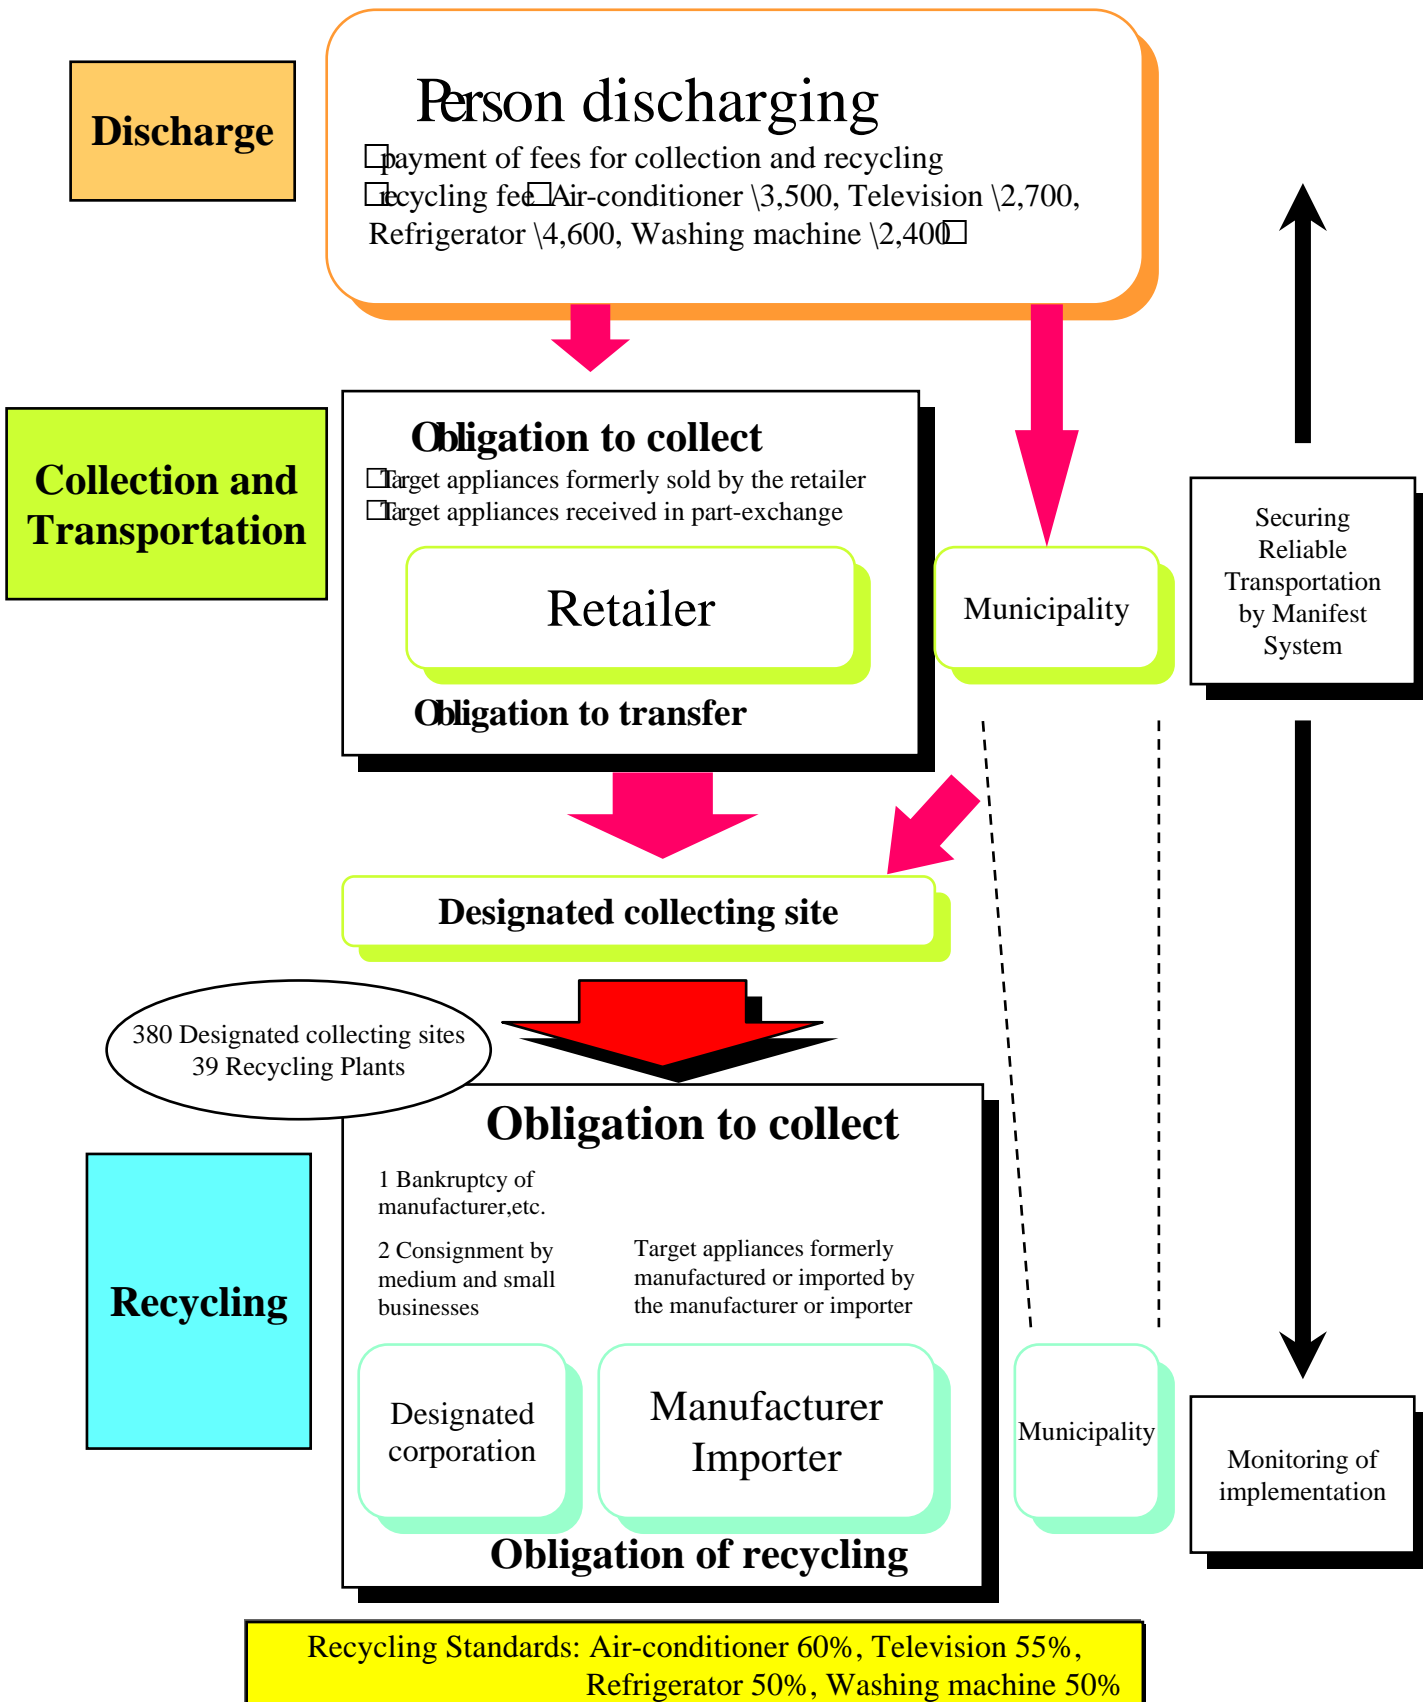 Person discharging
□payment of fees for collection and recycling
□recycling fee□Air-conditioner \3,500, Television \2,700,
Refrigerator \4,600, Washing machine \2,400□
Discharge
Collection and
Transportation
Obligation to collect
□Target appliances formerly sold by the retailer
□Target appliances received in part-exchange
Retailer
Obligation to transfer
Municipality
Securing
Reliable
Transportation
by Manifest
System
Designated collecting site
380 Designated collecting sites
39 Recycling Plants
Recycling
Obligation to collect
1 Bankruptcy of
manufacturer,etc.
2 Consignment by
medium and small
businesses
Target appliances formerly
manufactured or imported by
the manufacturer or importer
Designated
corporation
Manufacturer
Importer
Obligation of recycling
Municipality
Monitoring of
implementation
Recycling Standards: Air-conditioner 60%, Television 55%,
Refrigerator 50%, Washing machine 50%